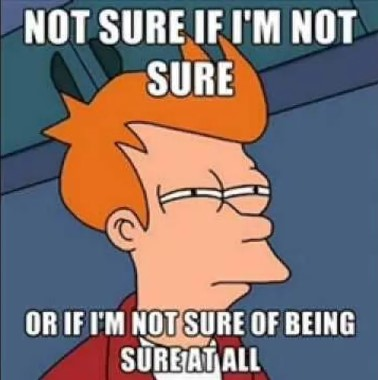 NOT SURE IF I'M NOT
SURE
OR IF I'M NOT SURE OF BEING
SURE AT ALL